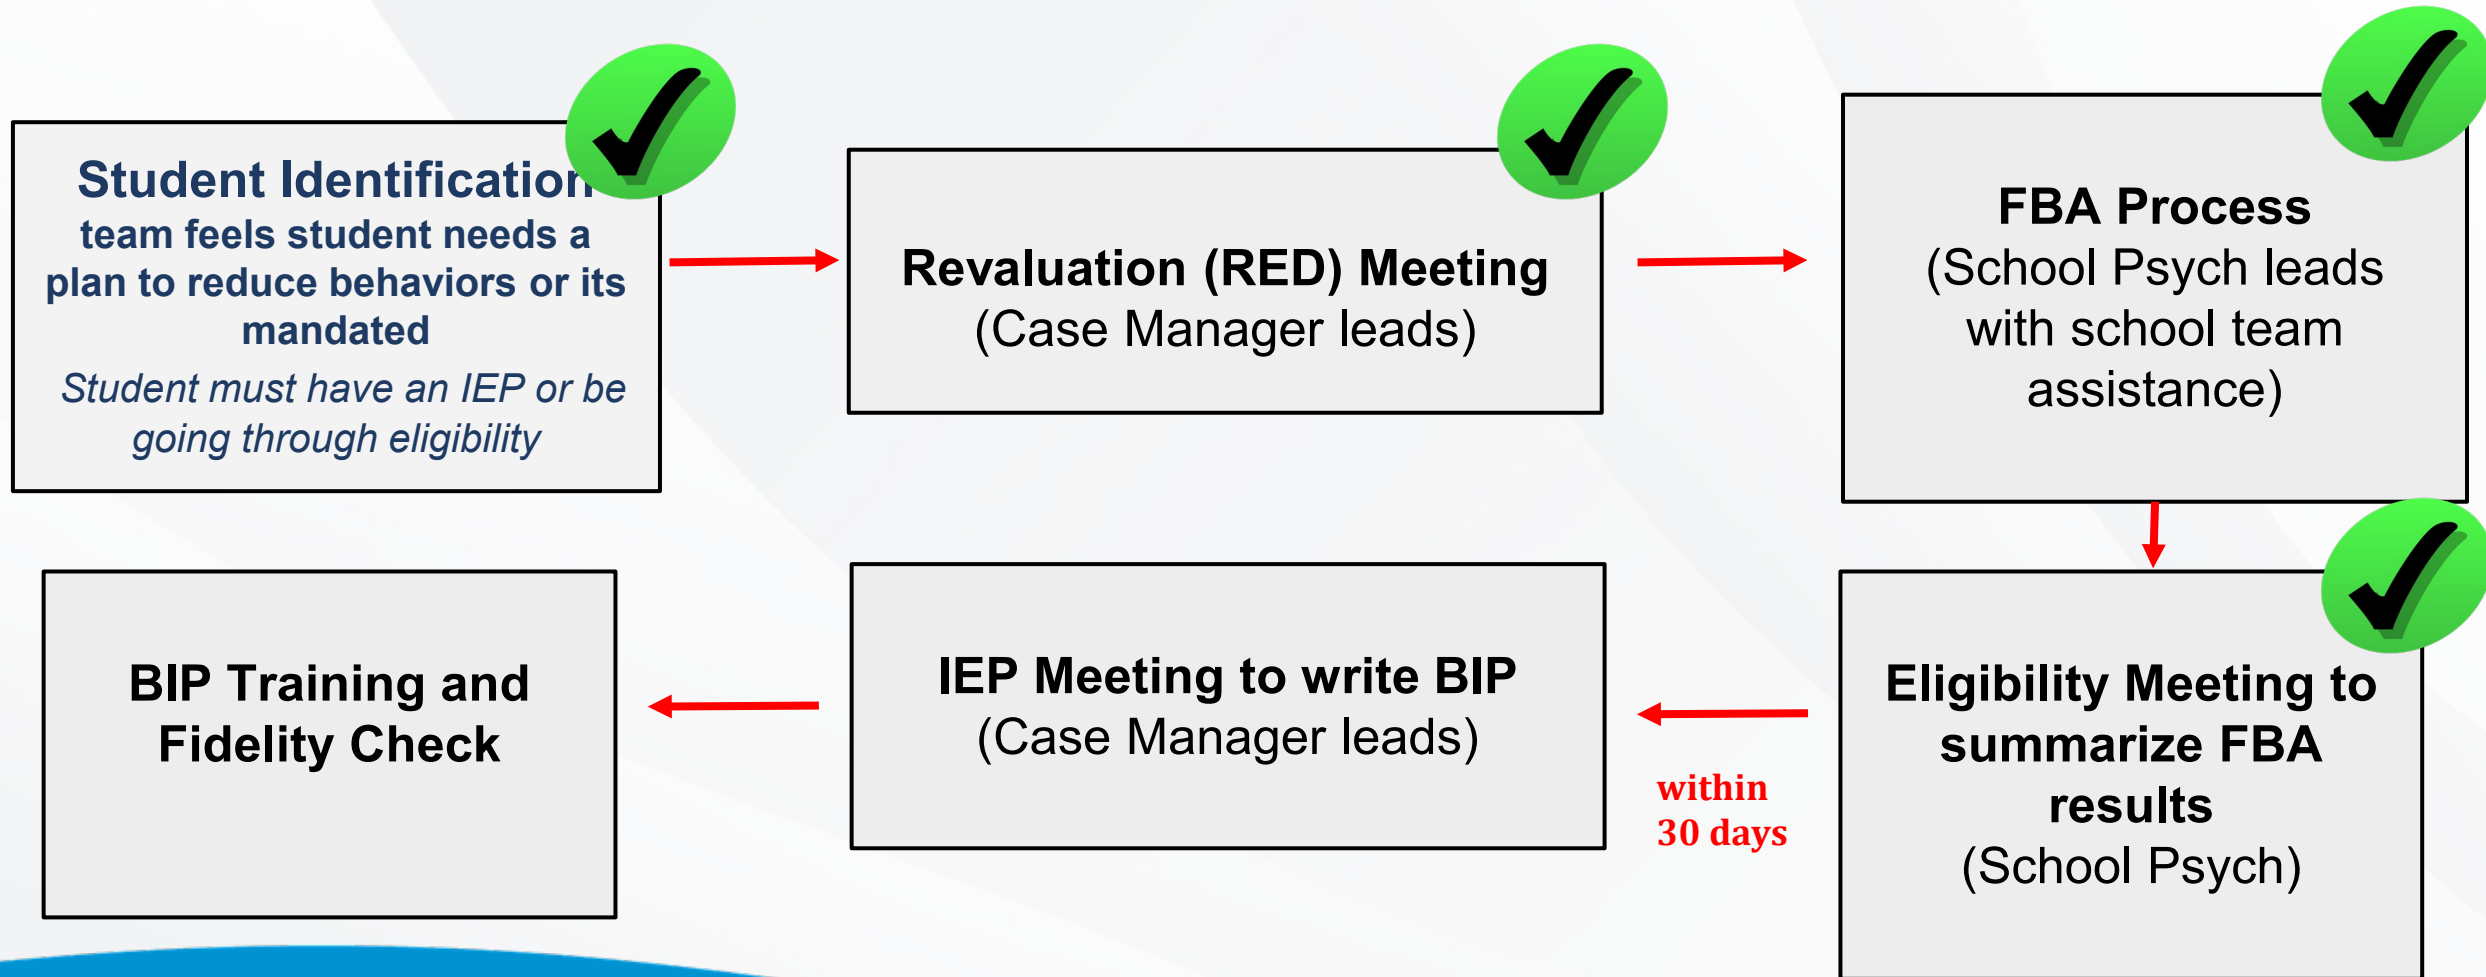 Student Identification
team feels student needs a
plan to reduce behaviors or its
mandated
Student must have an IEP or be
going through eligibility
Revaluation (RED) Meeting
(Case Manager leads)
FBA Process
(School Psych leads
with school team
assistance)
Eligibility Meeting to
summarize FBA
results
(School Psych)
within
30 days
IEP Meeting to write BIP
(Case Manager leads)
BIP Training and
Fidelity Check